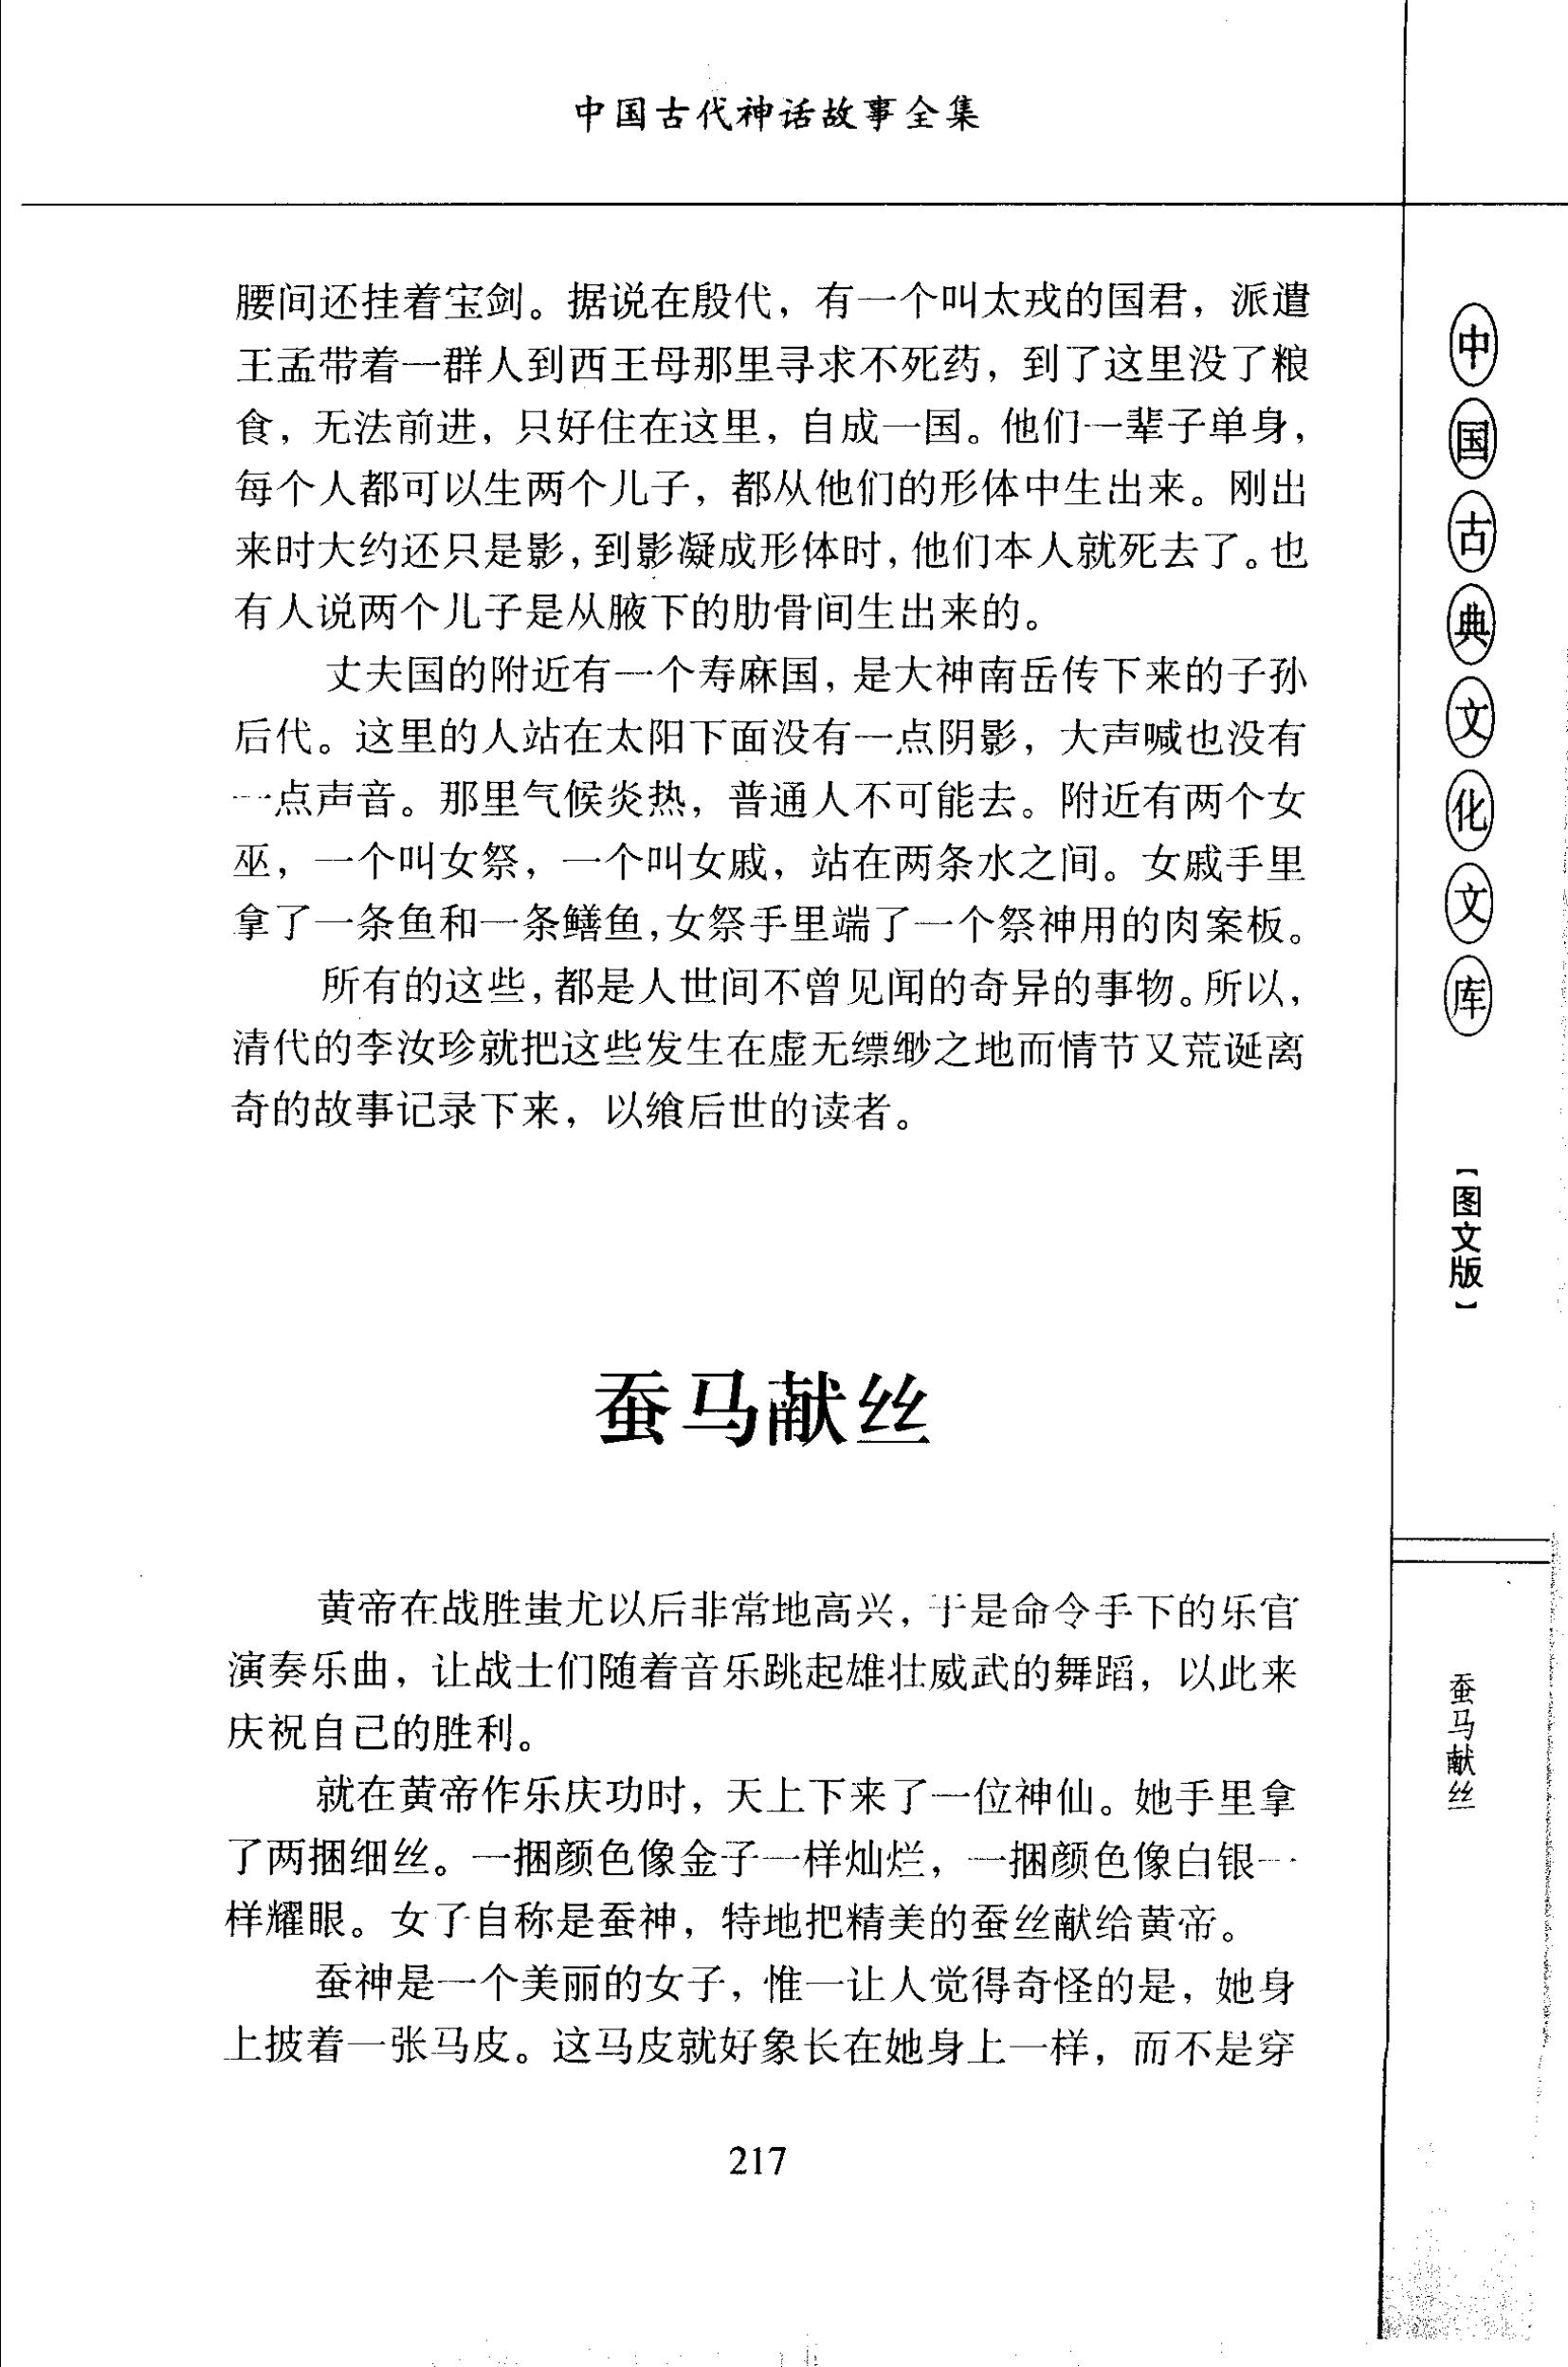 中国古代神话故事全集
腰间还挂着宝剑。据说在殷代，有一个叫太戎的国君，派遣
王孟带着一群人到西王母那里寻求不死药，到了这里没了粮
食，无法前进，只好住在这里，自成一国。他们一辈子单身，
每个人都可以生两个儿子，都从他们的形体中生出来。刚出
来时大约还只是影，到影凝成形体时，他们本人就死去了。也
有人说两个儿子是从腋下的肋骨间生出来的。
丈夫国的附近有一个寿麻国，是大神南岳传下来的子孙
后代。这里的人站在太阳下面没有一点阴影，大声喊也没有
一点声音。那里气候炎热，普通人不可能去。附近有两个女
巫，一个叫女祭，一个叫女戚，站在两条水之间。女戚手里
拿了一条鱼和一条鳝鱼，女祭手里端了一个祭神用的肉案板。
所有的这些，都是人世间不曾见闻的奇异的事物。所以，
清代的李汝珍就把这些发生在虚无缥缈之地而情节又荒诞离
奇的故事记录下来，以飨后世的读者。
蚕马献丝
黄帝在战胜蚩尤以后非常地高兴，于是命令手下的乐官
演奏乐曲，让战士们随着音乐跳起雄壮威武的舞蹈，以此来
庆祝自己的胜利。
就在黄帝作乐庆功时，天上下来了一位神仙。她手里拿
了两捆细丝。一捆颜色像金子一样灿烂，一捆颜色像白银一
样耀眼。女子自称是蚕神，特地把精美的蚕丝献给黄帝。
蚕神是一个美丽的女子，惟一让人觉得奇怪的是，她身
上披着一张马皮。这马皮就好象长在她身上一样，而不是穿
217
中国古典文化文库
【图文版】
蚕马献丝